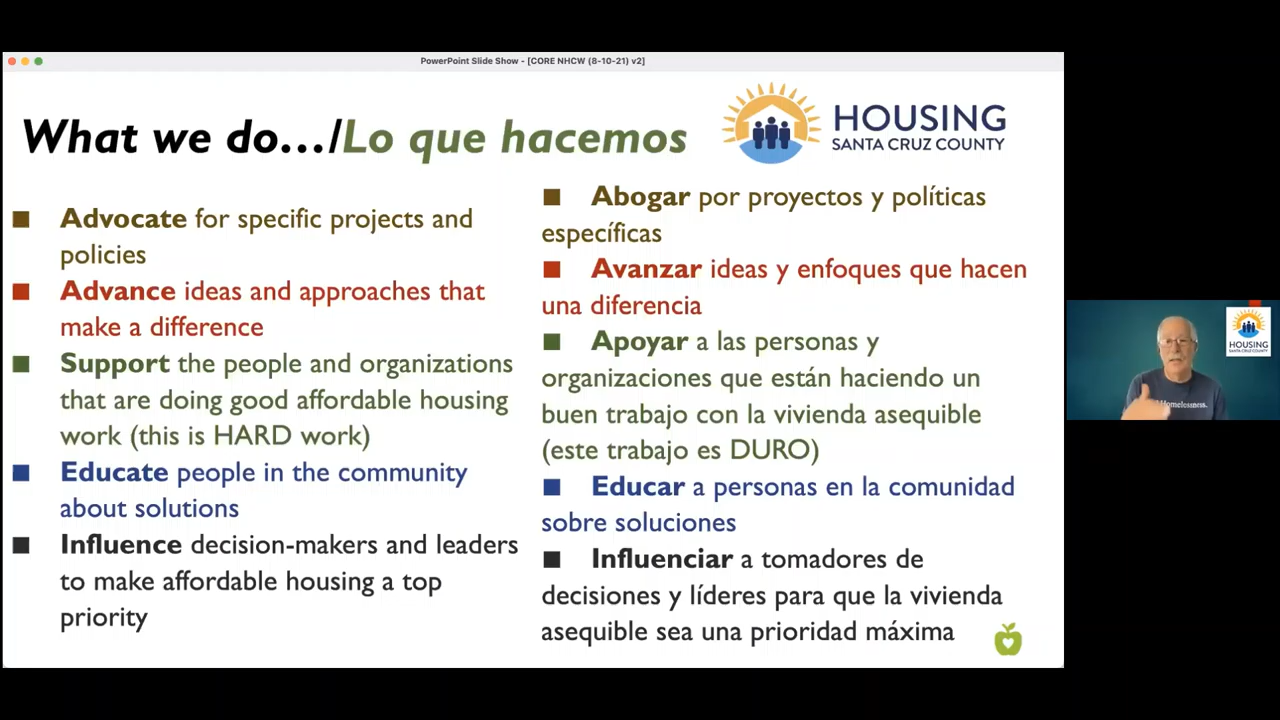 PowerPoint Slide Show - [CORE NHCW (8-10-21) v2]
What we do.../Lo que hacemos
HOUSING
SANTA CRUZ COUNTY
■ Advocate for specific projects and
policies
■ Advance ideas and approaches that
make a difference
■ Support the people and organizations
that are doing good affordable housing
work (this is HARD work)
■ Educate people in the community
about solutions
■ Influence decision-makers and leaders
to make affordable housing a top
priority
■ Abogar por proyectos y políticas
específicas
■ Avanzar ideas y enfoques que hacen
una diferencia
■ Apoyar a las personas y
organizaciones que están haciendo un
buen trabajo con la vivienda asequible
(este trabajo es DURO)
■ Educar a personas en la comunidad
sobre soluciones
■ Influenciar a tomadores de
decisiones y líderes para que la vivienda
asequible sea una prioridad máxima
HOUSING
SANTA CRUZ COUNTY
Homelessness.